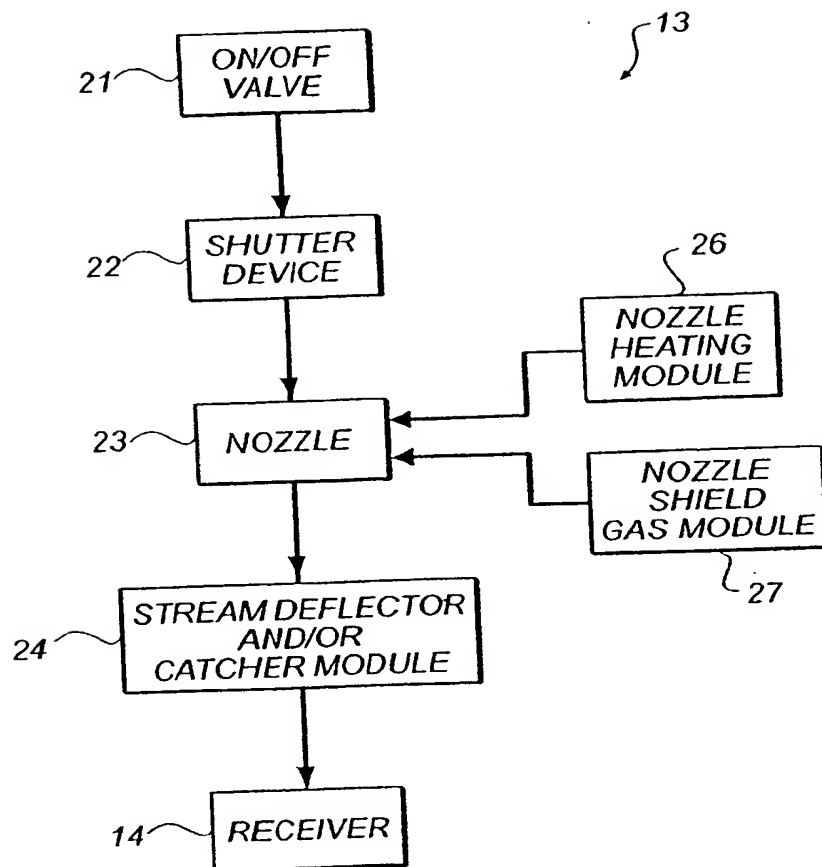 13
21
ON/OFF
VALVE
22
SHUTTER
DEVICE
26
NOZZLE
HEATING
MODULE
23
NOZZLE
NOZZLE
SHIELD
GAS MODULE
27
24
STREAM DEFLECTOR
AND/OR
CATCHER MODULE
14
RECEIVER